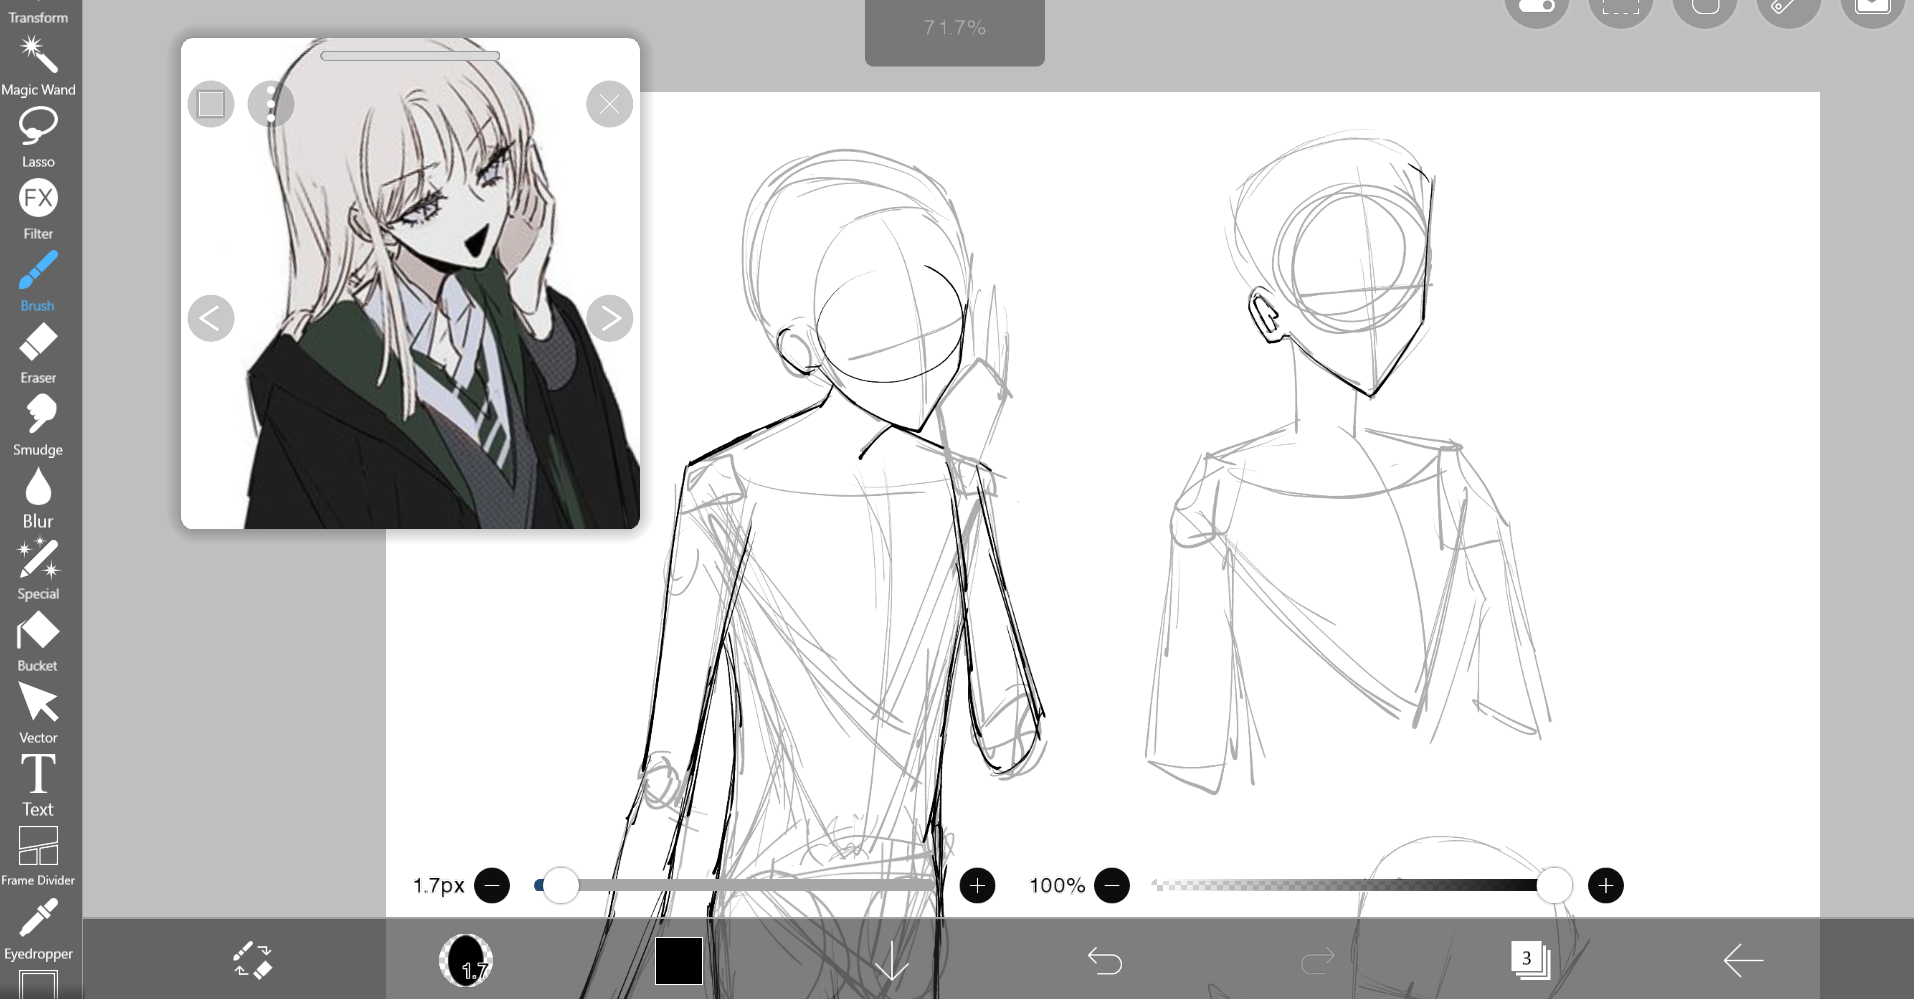 Transform
71.7%
Magic Wand
Lasso
FX
Filter
Brush
Eraser
Smudge
Blur
Special
Bucket
Vector
T
Text
Frame Divider
Eyedropper
1.7px
100%
1.7
3